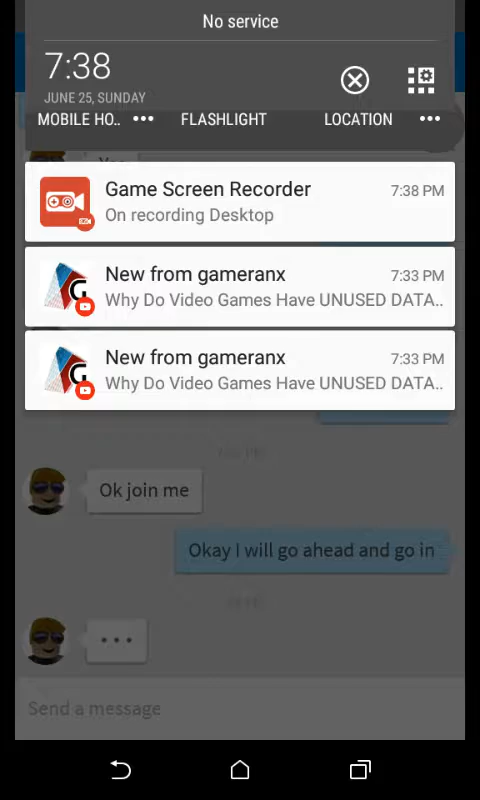 No service
7:38
JUNE 25, SUNDAY
MOBILE HO.. FLASHLIGHT LOCATION
Game Screen Recorder 7:38 PM
On recording Desktop
New from gameranx 7:33 PM
Why Do Video Games Have UNUSED DATA..
New from gameranx 7:33 PM
Why Do Video Games Have UNUSED DATA..
Ok join me
Okay I will go ahead and go in
Send a message